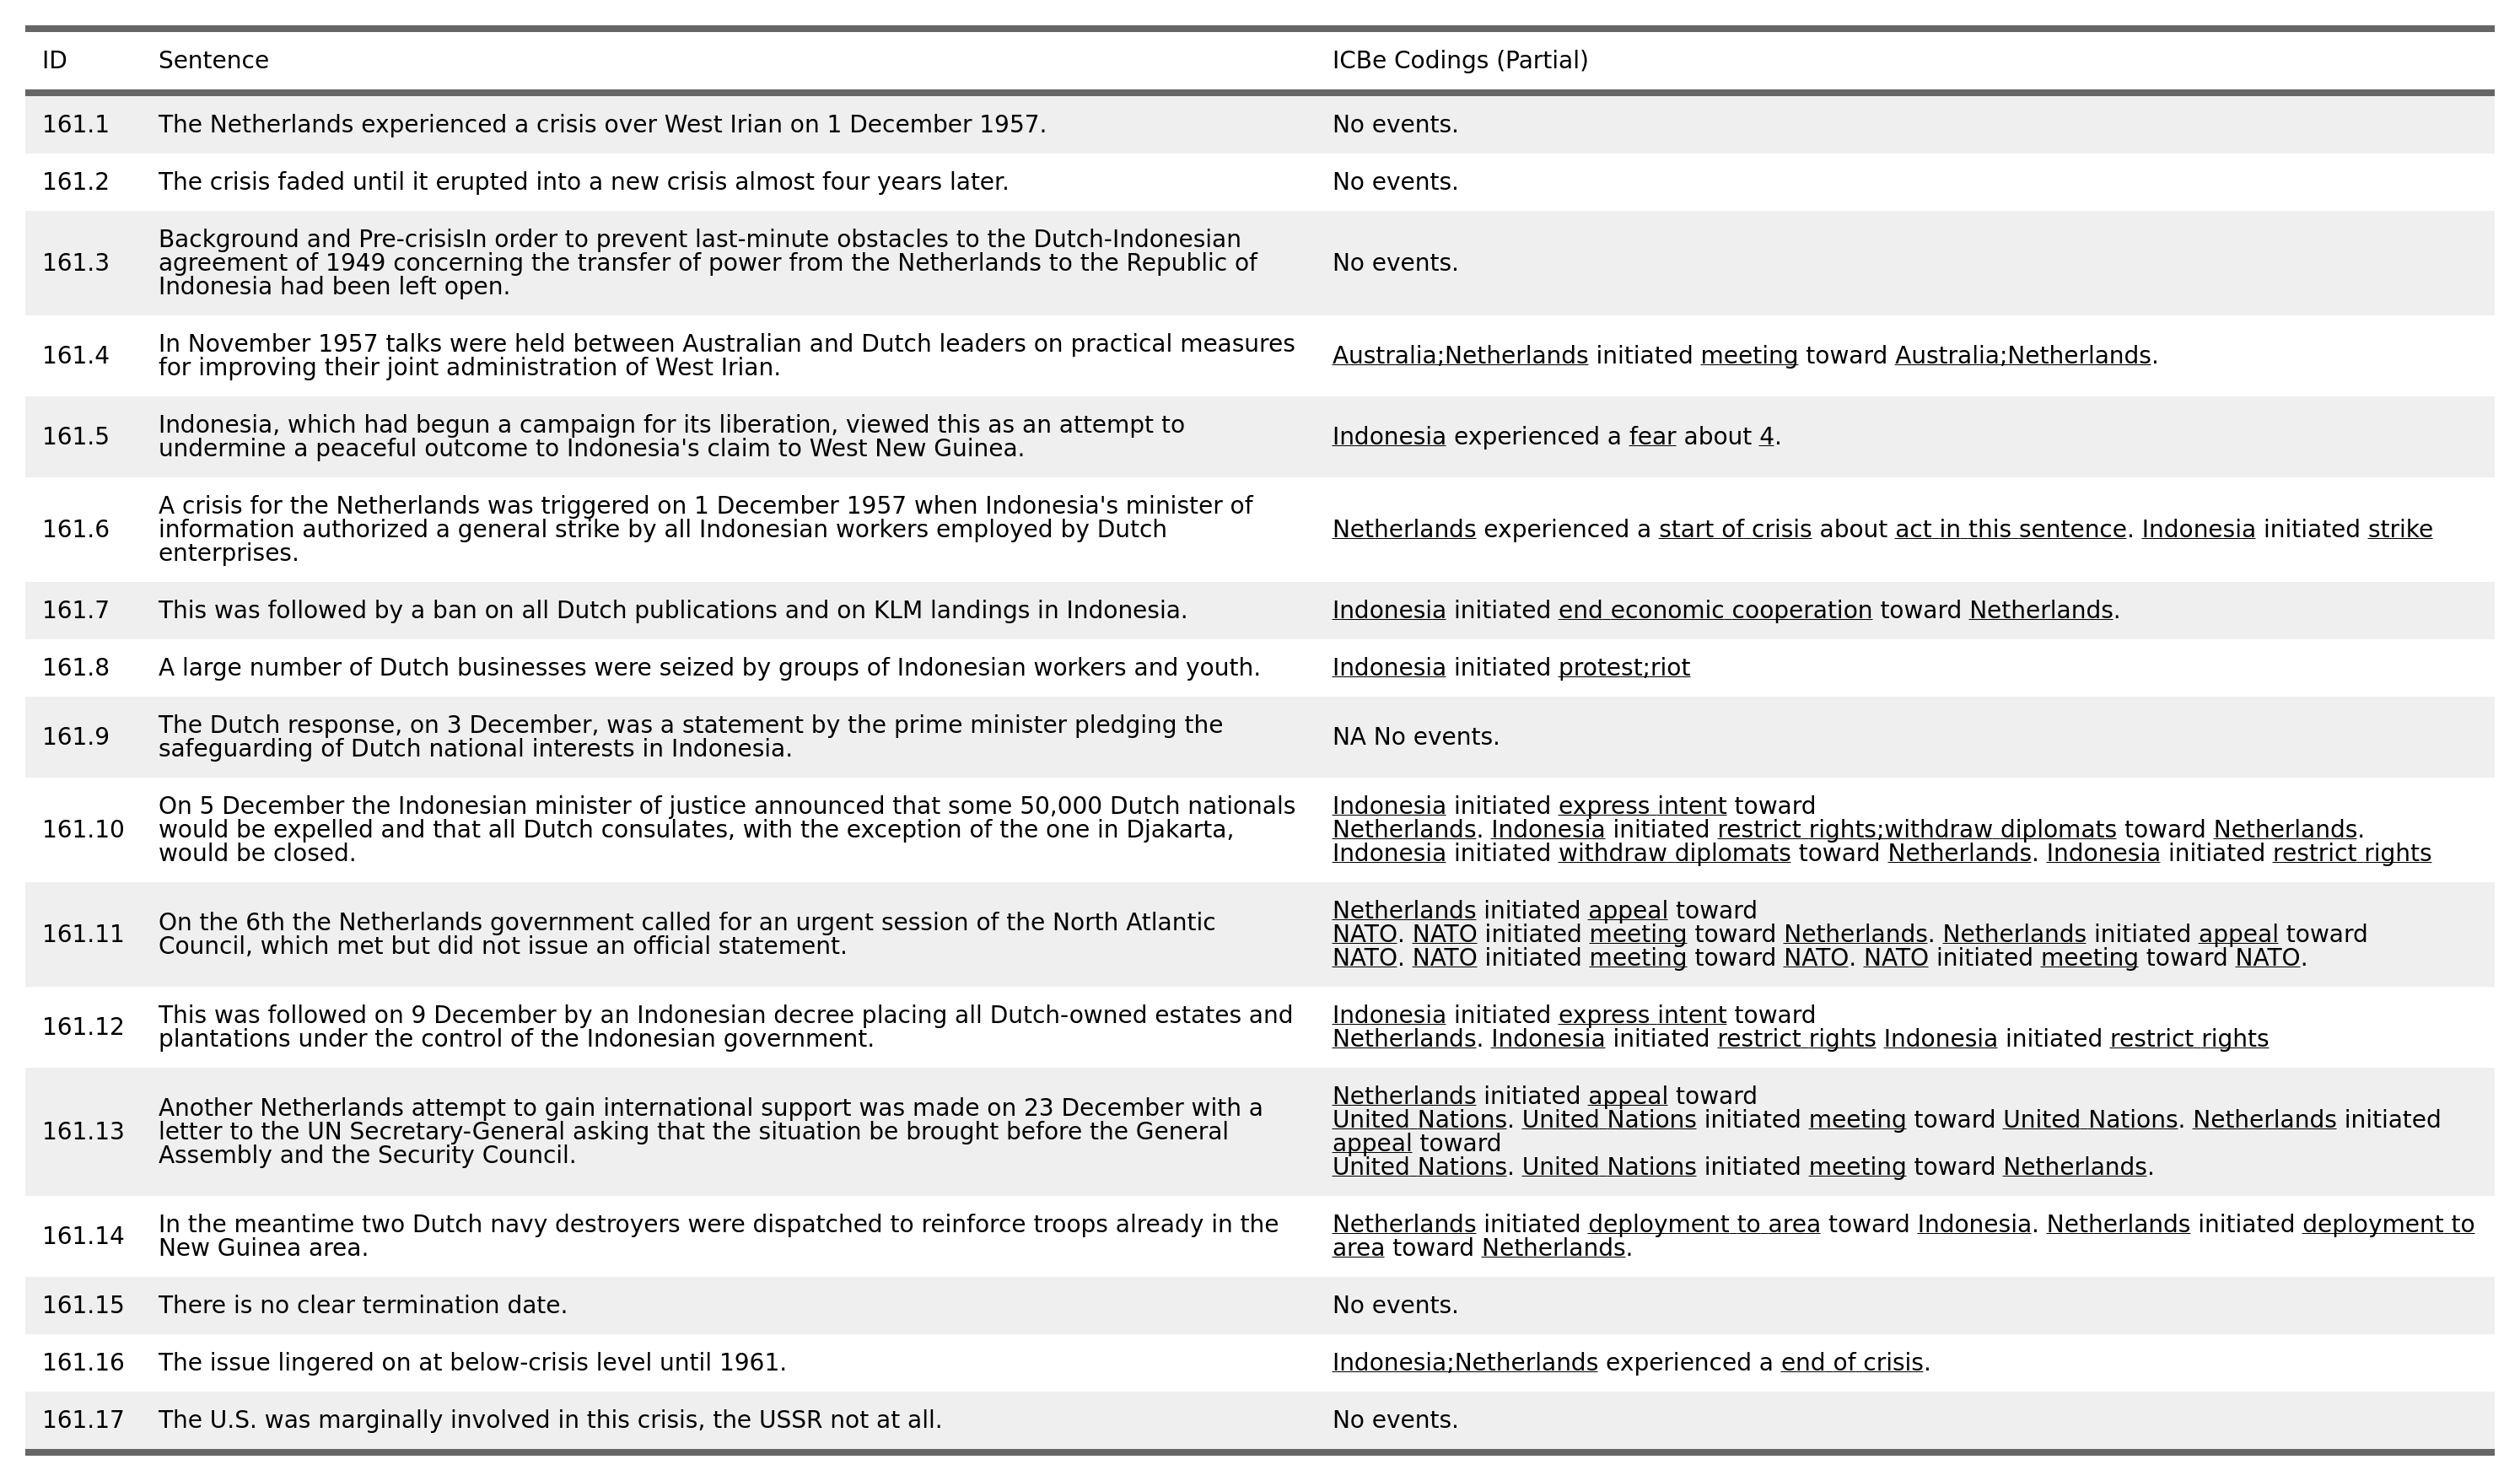 ID Sentence ICBe Codings (Partial)
161.1 The Netherlands experienced a crisis over West Irian on 1 December 1957. No events.
161.2 The crisis faded until it erupted into a new crisis almost four years later. No events.
161.3 Background and Pre-crisisIn order to prevent last-minute obstacles to the Dutch-Indonesian
agreement of 1949 concerning the transfer of power from the Netherlands to the Republic of
Indonesia had been left open.
No events.
161.4 In November 1957 talks were held between Australian and Dutch leaders on practical measures
for improving their joint administration of West Irian.
Australia;Netherlands initiated meeting toward Australia;Netherlands.
161.5 Indonesia, which had begun a campaign for its liberation, viewed this as an attempt to
undermine a peaceful outcome to Indonesia's claim to West New Guinea.
Indonesia experienced a fear about 4.
161.6 A crisis for the Netherlands was triggered on 1 December 1957 when Indonesia's minister of
information authorized a general strike by all Indonesian workers employed by Dutch
enterprises.
Netherlands experienced a start of crisis about act in this sentence. Indonesia initiated strike
161.7 This was followed by a ban on all Dutch publications and on KLM landings in Indonesia. Indonesia initiated end economic cooperation toward Netherlands.
161.8 A large number of Dutch businesses were seized by groups of Indonesian workers and youth. Indonesia initiated protest;riot
161.9 The Dutch response, on 3 December, was a statement by the prime minister pledging the
safeguarding of Dutch national interests in Indonesia.
NA No events.
161.10 On 5 December the Indonesian minister of justice announced that some 50,000 Dutch nationals
would be expelled and that all Dutch consulates, with the exception of the one in Djakarta,
would be closed.
Indonesia initiated express intent toward
Netherlands. Indonesia initiated restrict rights;withdraw diplomats toward Netherlands.
Indonesia initiated withdraw diplomats toward Netherlands. Indonesia initiated restrict rights
161.11 On the 6th the Netherlands government called for an urgent session of the North Atlantic
Council, which met but did not issue an official statement.
Netherlands initiated appeal toward
NATO. NATO initiated meeting toward Netherlands. Netherlands initiated appeal toward
NATO. NATO initiated meeting toward NATO. NATO initiated meeting toward NATO.
161.12 This was followed on 9 December by an Indonesian decree placing all Dutch-owned estates and
plantations under the control of the Indonesian government.
Indonesia initiated express intent toward
Netherlands. Indonesia initiated restrict rights Indonesia initiated restrict rights
161.13 Another Netherlands attempt to gain international support was made on 23 December with a
letter to the UN Secretary-General asking that the situation be brought before the General
Assembly and the Security Council.
Netherlands initiated appeal toward
United Nations. United Nations initiated meeting toward United Nations. Netherlands initiated
appeal toward
United Nations. United Nations initiated meeting toward Netherlands.
161.14 In the meantime two Dutch navy destroyers were dispatched to reinforce troops already in the
New Guinea area.
Netherlands initiated deployment to area toward Indonesia. Netherlands initiated deployment to
area toward Netherlands.
161.15 There is no clear termination date. No events.
161.16 The issue lingered on at below-crisis level until 1961. Indonesia;Netherlands experienced a end of crisis.
161.17 The U.S. was marginally involved in this crisis, the USSR not at all. No events.